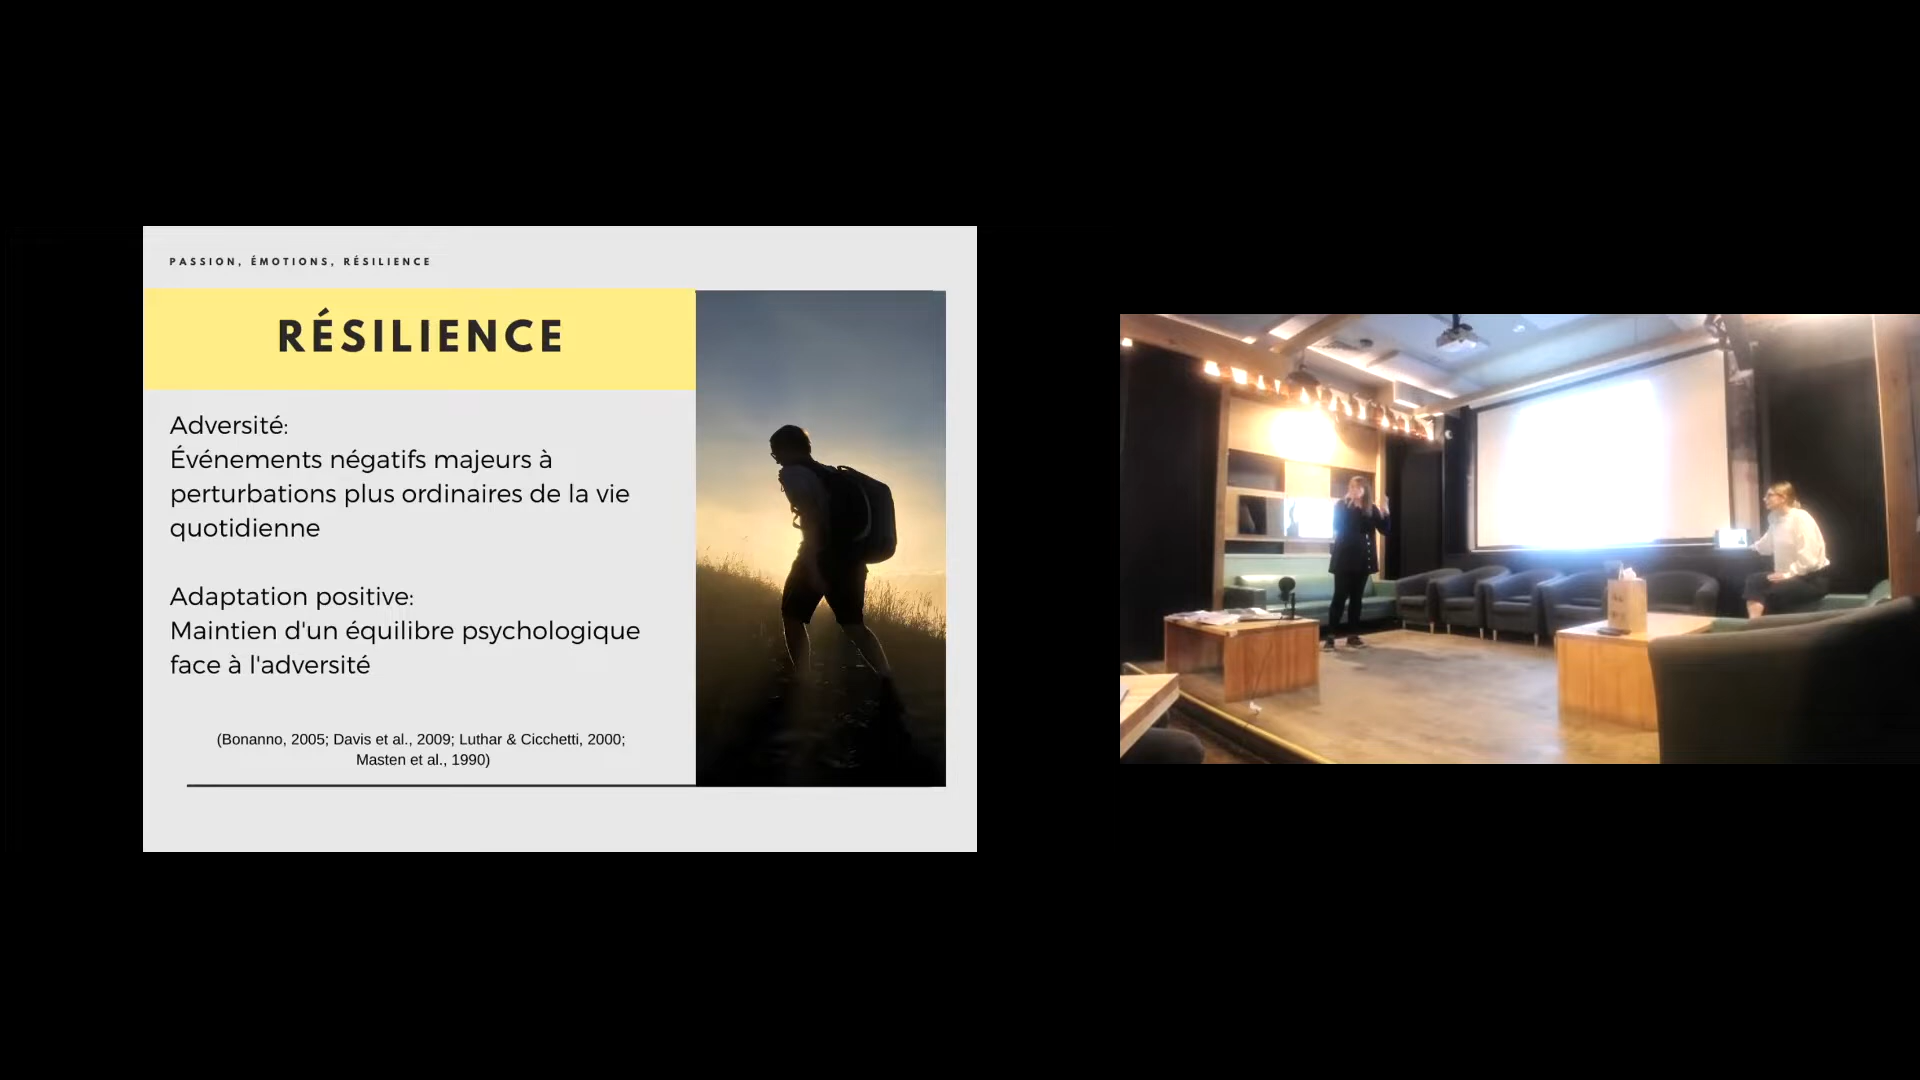 PASSION, ÉMOTIONS, RÉSILIENCE
RÉSILIENCE
Adversité:
Événements négatifs majeurs à
perturbations plus ordinaires de la vie
quotidienne
Adaptation positive:
Maintien d'un équilibre psychologique
face à l'adversité
(Bonanno, 2005; Davis et al., 2009; Luthar & Cicchetti, 2000;
Masten et al., 1990)